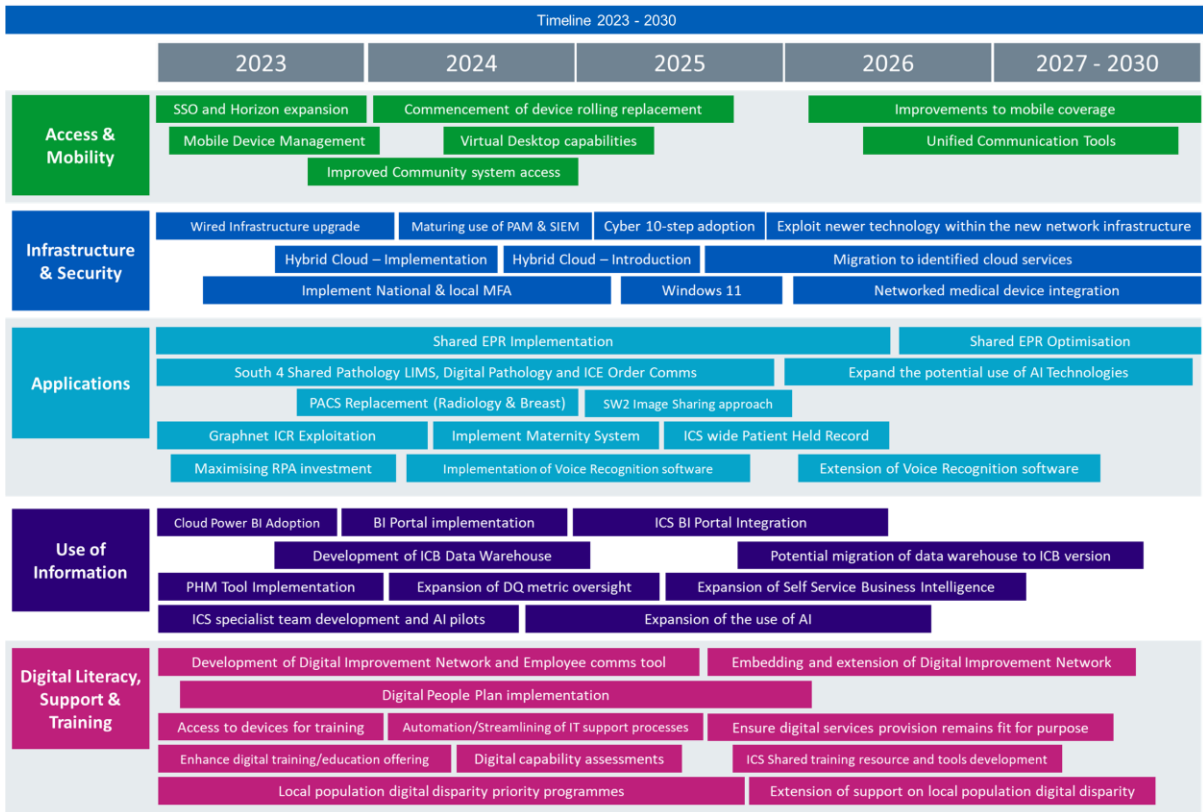 Timeline 2023 - 2030
2023
2024
2025
2026
2027 - 2030
Access &
Mobility
SSO and Horizon expansion
Commencement of device rolling replacement
Improvements to mobile coverage
Mobile Device Management
Virtual Desktop capabilities
Unified Communication Tools
Improved Community system access
Infrastructure
& Security
Wired Infrastructure upgrade
Maturing use of PAM & SIEM
Cyber 10-step adoption
Exploit newer technology within the new network infrastructure
Hybrid Cloud – Implementation
Hybrid Cloud – Introduction
Migration to identified cloud services
Implement National & local MFA
Windows 11
Networked medical device integration
Applications
Shared EPR Implementation
Shared EPR Optimisation
South 4 Shared Pathology LIMS, Digital Pathology and ICE Order Comms
Expand the potential use of AI Technologies
PACS Replacement (Radiology & Breast)
SW2 Image Sharing approach
Graphnet ICR Exploitation
Implement Maternity System
ICS wide Patient Held Record
Maximising RPA investment
Implementation of Voice Recognition software
Extension of Voice Recognition software
Use of
Information
Cloud Power BI Adoption
BI Portal implementation
ICS BI Portal Integration
Development of ICB Data Warehouse
Potential migration of data warehouse to ICB version
PHM Tool Implementation
Expansion of DQ metric oversight
Expansion of Self Service Business Intelligence
ICS specialist team development and AI pilots
Expansion of the use of AI
Digital Literacy,
Support &
Training
Development of Digital Improvement Network and Employee comms tool
Embedding and extension of Digital Improvement Network
Digital People Plan implementation
Access to devices for training
Automation/Streamlining of IT support processes
Ensure digital services provision remains fit for purpose
Enhance digital training/education offering
Digital capability assessments
ICS Shared training resource and tools development
Local population digital disparity priority programmes
Extension of support on local population digital disparity